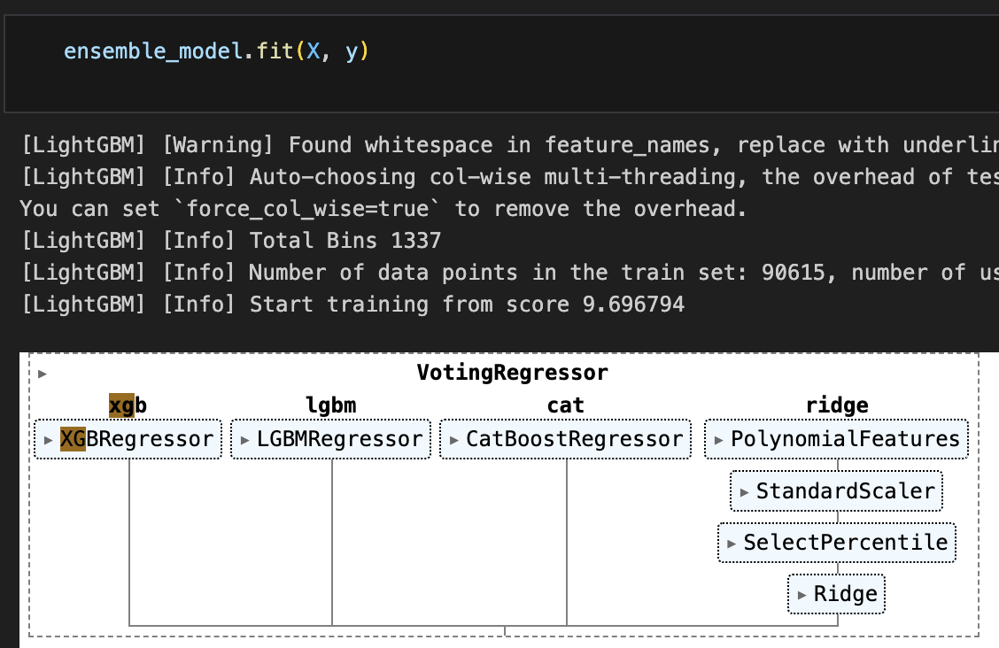 ensemble_model.fit(X, y)
[LightGBM] [Warning] Found whitespace in feature_names, replace with
[LightGBM] [Info] Auto-choosing col-wise multi-threading, the overhead of
You can set `force_col_wise=true` to remove the overhead.
[LightGBM] [Info] Total Bins 1337
[LightGBM] [Info] Number of data points in the train set: 90615, number of
[LightGBM] [Info] Start training from score 9.696794
VotingRegressor
xgb lgbm cat ridge
XGBRegressor LGBMRegressor CatBoostRegressor PolynomialFeatures
StandardScaler
SelectPercentile
Ridge